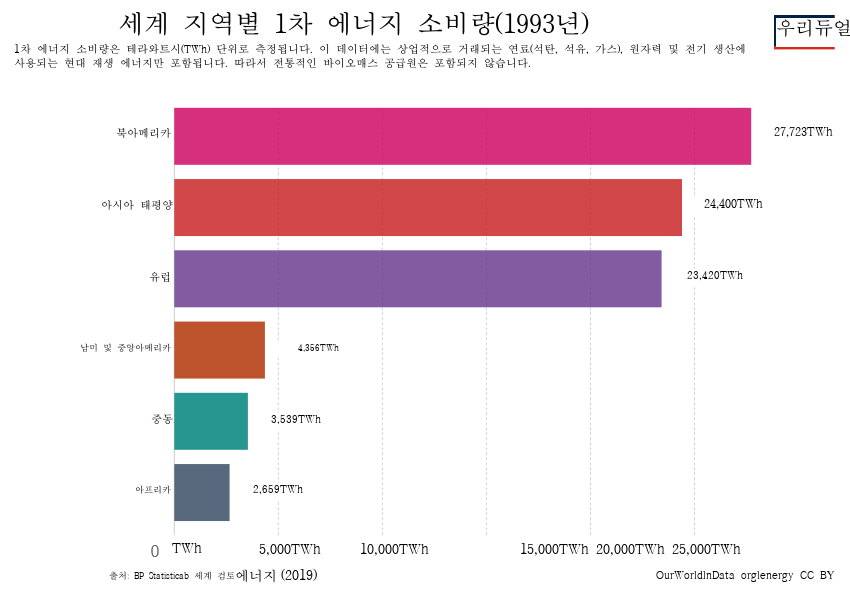 세계 지역별 1차 에너지 소비량(1993년)
우리듀얼
1차 에너지 소비량은 테라와트시(TWh) 단위로 측정됩니다. 이 데이터에는 상업적으로 거래되는 연료(석탄, 석유, 가스), 원자력 및 전기 생산에
사용되는 현대 재생 에너지만 포함됩니다. 따라서 전통적인 바이오매스 공급원은 포함되지 않습니다.
북아메리카 27,723TWh
아시아 태평양 24,400TWh
유럽 23,420TWh
남미 및 중앙아메리카 4,356TWh
중동 3,539TWh
아프리카 2,659TWh
0 TWh 5,000TWh 10,000TWh 15,000TWh 20,000TWh 25,000TWh
출처: BP Statisticab 세계 검토에너지 (2019) OurWorldInData orglenergy CC BY